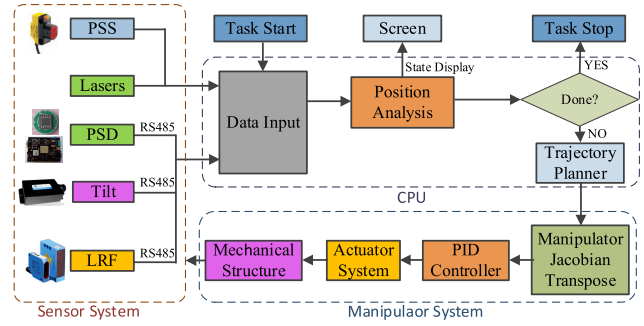 PSS
Task Start
Screen
Task Stop
State Display
YES
Lasers
Data Input
Position
Analysis
Done?
PSD
RS485
NO
Trajectory
Planner
Tilt
RS485
CPU
LRF
RS485
Mechanical
Structure
Actuator
System
PID
Controller
Manipulator
Jacobian
Transpose
Sensor System
Manipulaor System